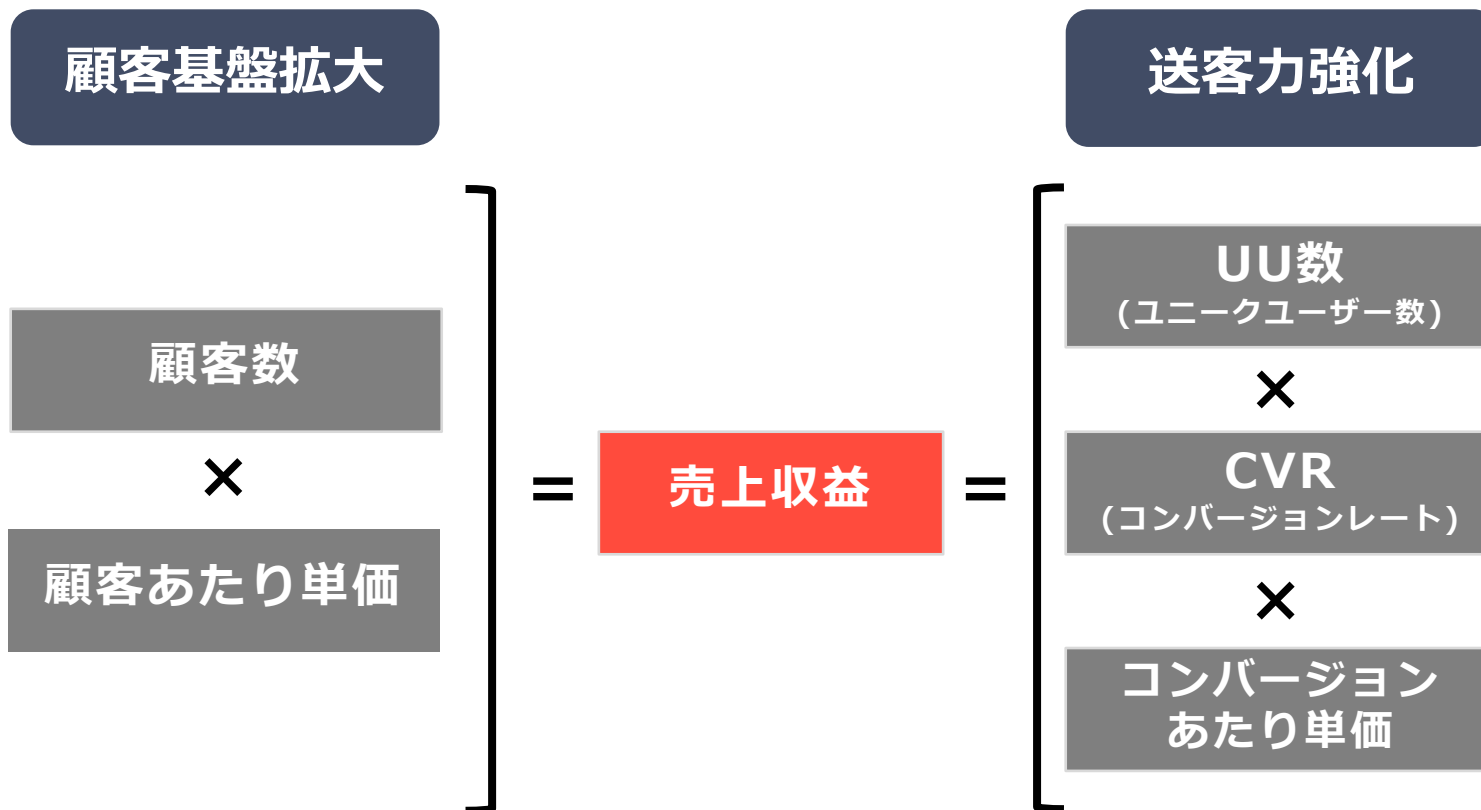 顧客基盤拡大
顧客数
×
顧客あたり単価
=
売上収益
=
送客力強化
UU数
(ユニークユーザー数)
×
CVR
(コンバージョンレート)
×
コンバージョン
あたり単価